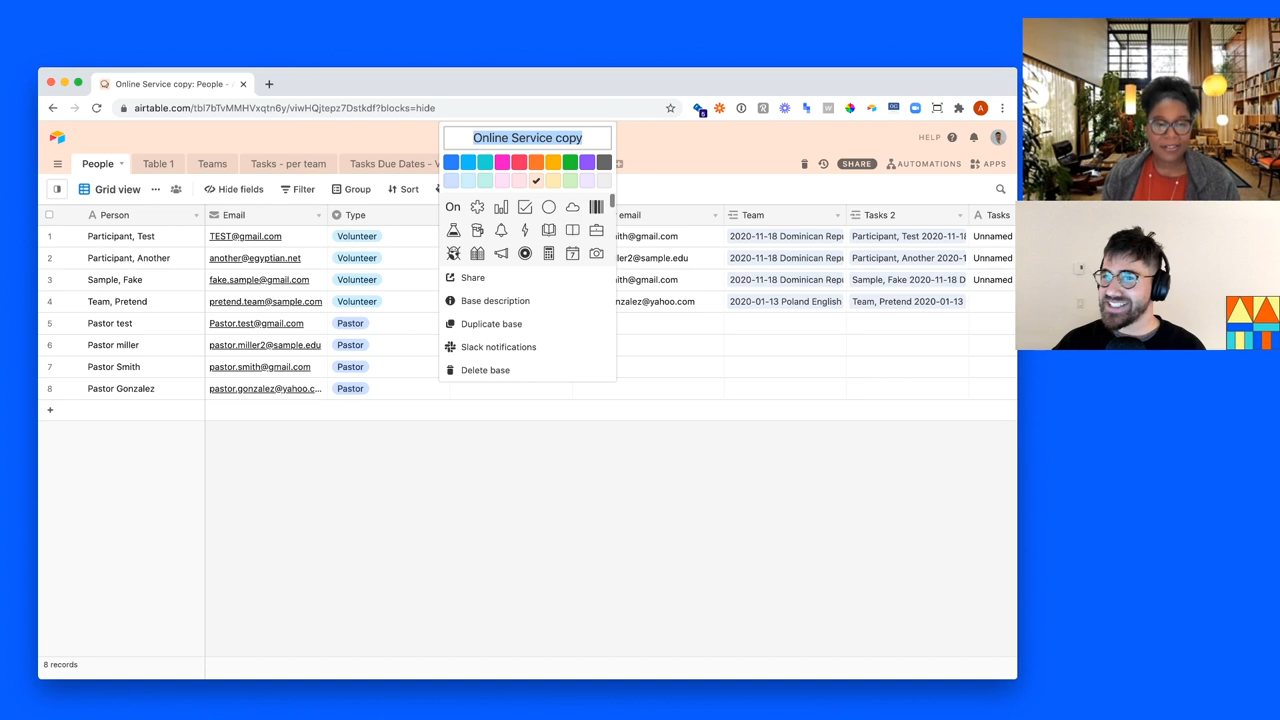 Online Service copy: People -
airtable.com/tbl7bTvMMHVxqtn6y/viwHQjtepz7Dstkdf?blocks=hide
5
A
Online Service copy
HELP
People
Table 1
Teams
Tasks - per team
Tasks Due Dates - V
SHARE
AUTOMATIONS
APPS
Grid view
Hide fields
Filter
Group
Sort
On
Share
Base description
Duplicate base
Slack notifications
Delete base
Person Email Type email Team Tasks 2 Tasks
1 Participant, Test TEST@gmail.com Volunteer ith@gmail.com 2020-11-18 Dominican Rep Participant, Test 2020-11-18 Unnamed
2 Participant, Another another@egyptian.net Volunteer ler2@sample.edu 2020-11-18 Dominican Rep Participant, Another 2020-1 Unnamed
3 Sample, Fake fake.sample@gmail.com Volunteer ith@gmail.com 2020-11-18 Dominican Rep Sample, Fake 2020-11-18 D Unnamed
4 Team, Pretend pretend.team@sample.com Volunteer nzalez@yahoo.com 2020-01-13 Poland English Team, Pretend 2020-01-13
5 Pastor test Pastor.test@gmail.com Pastor
6 Pastor miller pastor.miller2@sample.edu Pastor
7 Pastor Smith pastor.smith@gmail.com Pastor
8 Pastor Gonzalez pastor.gonzalez@yahoo.c... Pastor
8 records